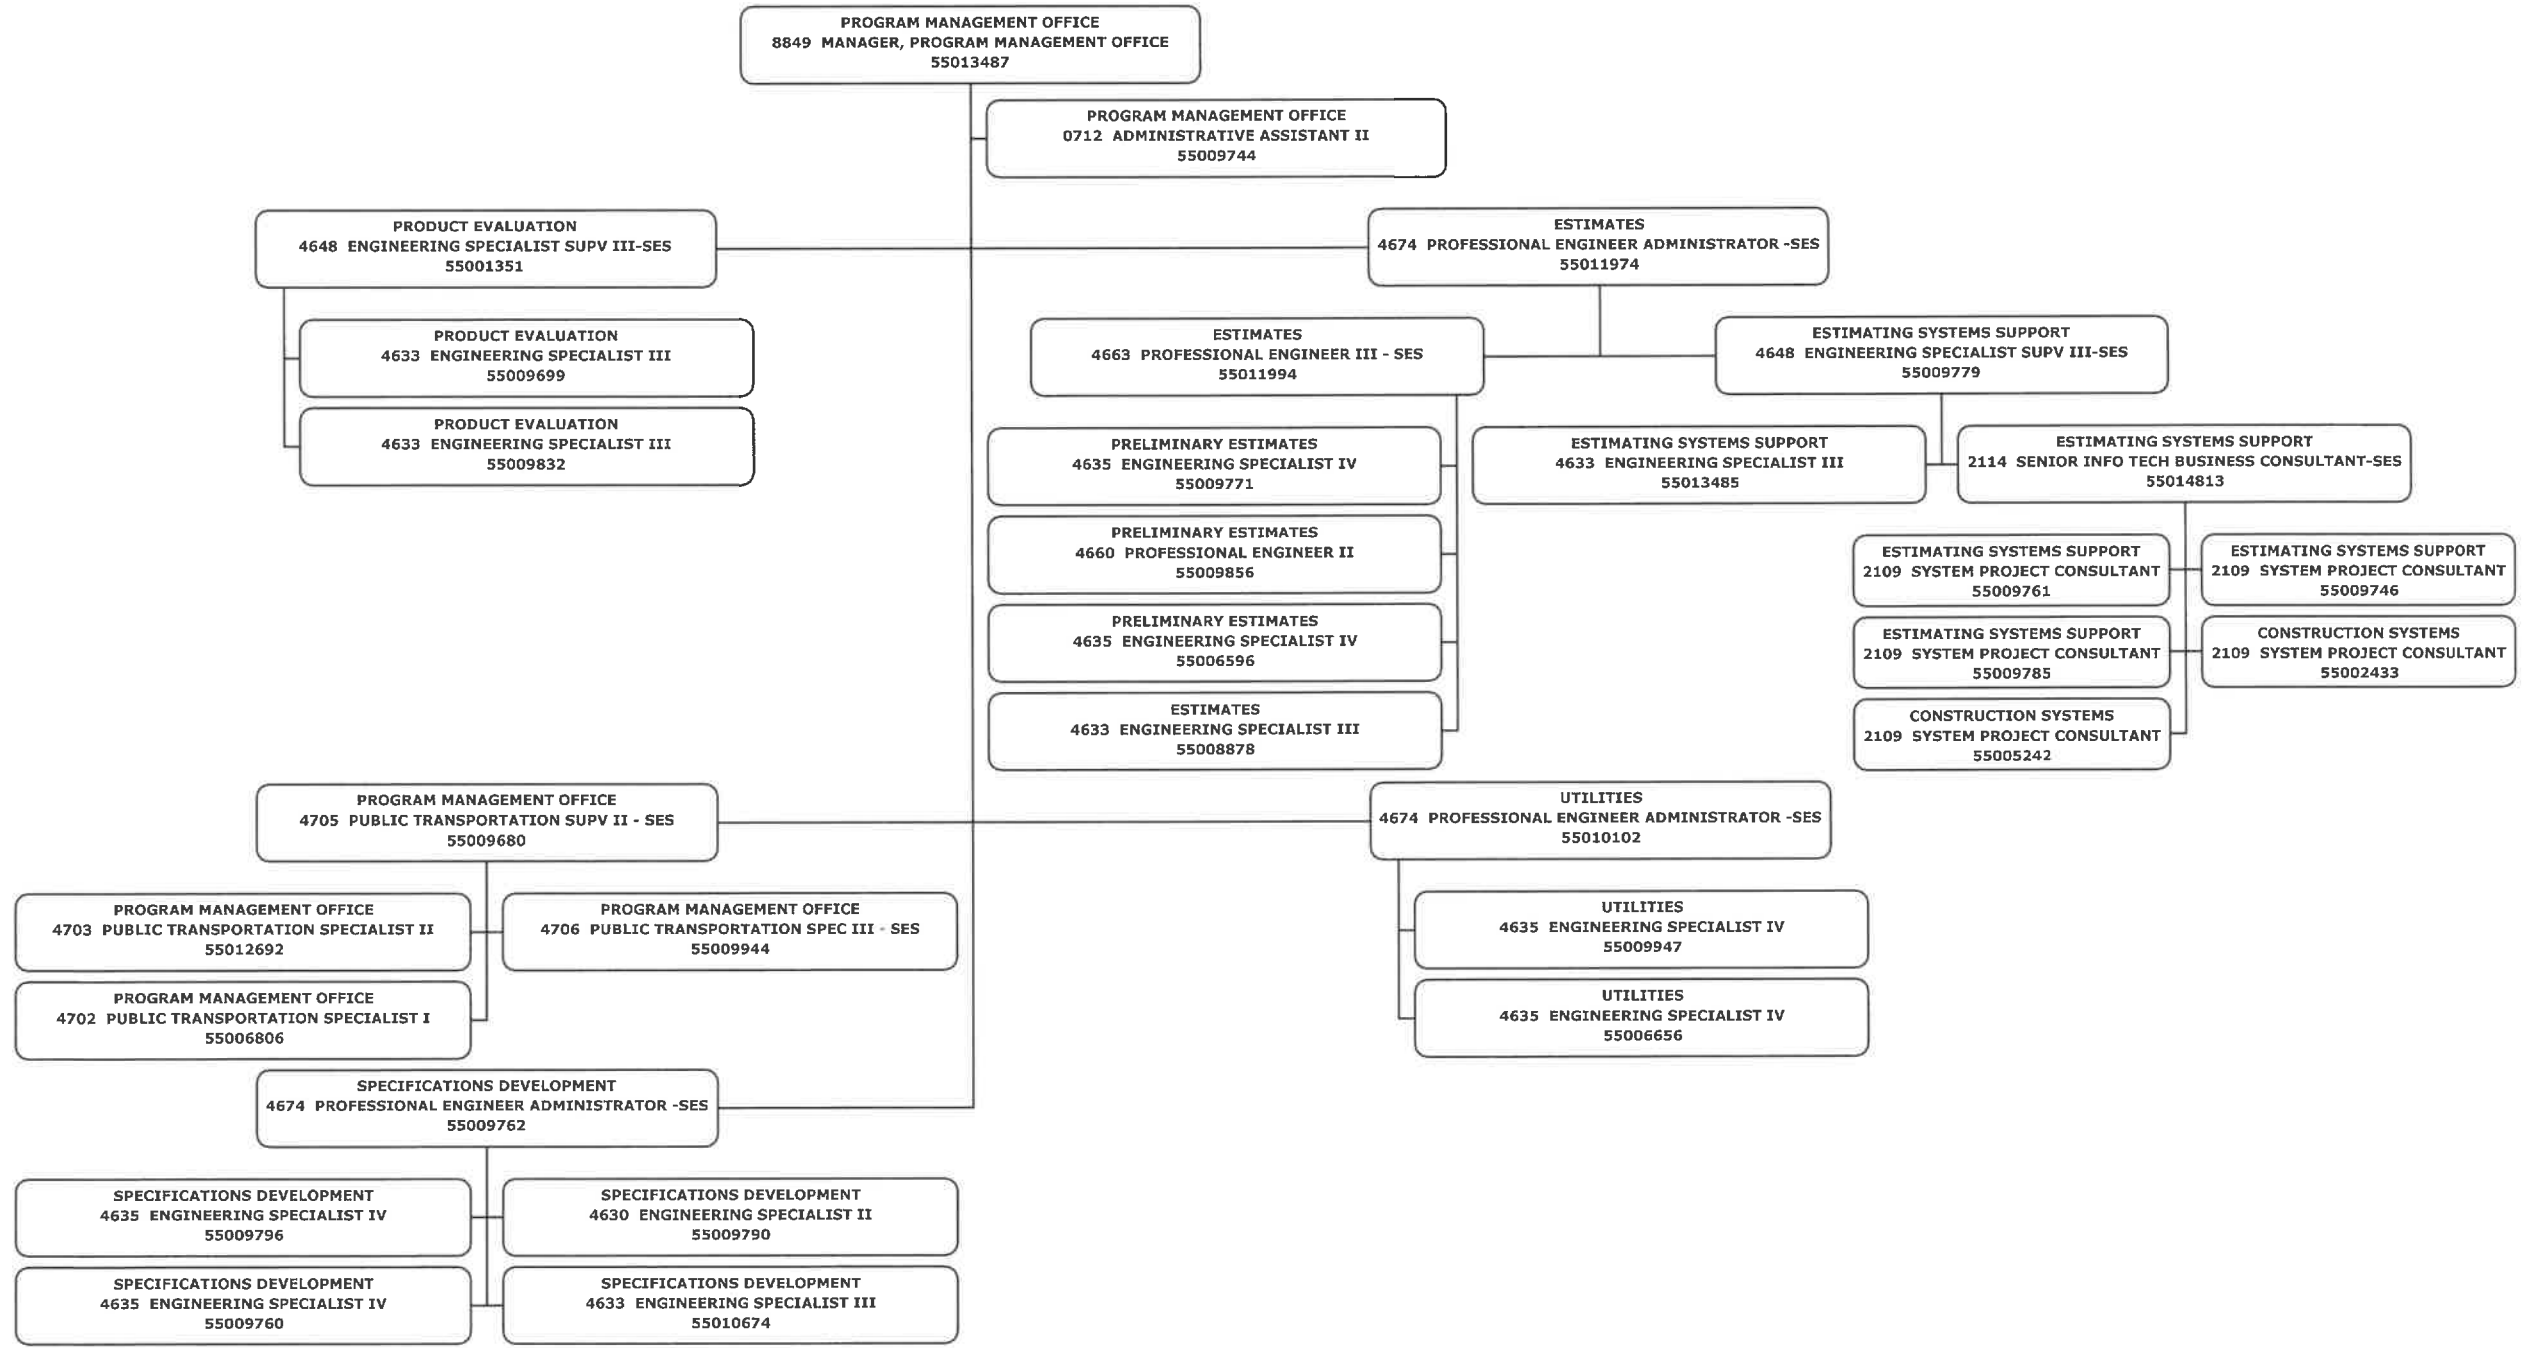 PROGRAM MANAGEMENT OFFICE
8849 MANAGER, PROGRAM MANAGEMENT OFFICE
55013487
PROGRAM MANAGEMENT OFFICE
0712 ADMINISTRATIVE ASSISTANT II
55009744
PRODUCT EVALUATION
4648 ENGINEERING SPECIALIST SUPV III-SES
55001351
PRODUCT EVALUATION
4633 ENGINEERING SPECIALIST III
55009699
PRODUCT EVALUATION
4633 ENGINEERING SPECIALIST III
55009832
ESTIMATES
4674 PROFESSIONAL ENGINEER ADMINISTRATOR -SES
55011974
ESTIMATES
4663 PROFESSIONAL ENGINEER III - SES
55011994
PRELIMINARY ESTIMATES
4635 ENGINEERING SPECIALIST IV
55009771
PRELIMINARY ESTIMATES
4660 PROFESSIONAL ENGINEER II
55009856
PRELIMINARY ESTIMATES
4635 ENGINEERING SPECIALIST IV
55006596
ESTIMATES
4633 ENGINEERING SPECIALIST III
55008878
ESTIMATING SYSTEMS SUPPORT
4648 ENGINEERING SPECIALIST SUPV III-SES
55009779
ESTIMATING SYSTEMS SUPPORT
4633 ENGINEERING SPECIALIST III
55013485
ESTIMATING SYSTEMS SUPPORT
2114 SENIOR INFO TECH BUSINESS CONSULTANT-SES
55014813
ESTIMATING SYSTEMS SUPPORT
2109 SYSTEM PROJECT CONSULTANT
55009761
ESTIMATING SYSTEMS SUPPORT
2109 SYSTEM PROJECT CONSULTANT
55009746
ESTIMATING SYSTEMS SUPPORT
2109 SYSTEM PROJECT CONSULTANT
55009785
CONSTRUCTION SYSTEMS
2109 SYSTEM PROJECT CONSULTANT
55002433
CONSTRUCTION SYSTEMS
2109 SYSTEM PROJECT CONSULTANT
55005242
PROGRAM MANAGEMENT OFFICE
4705 PUBLIC TRANSPORTATION SUPV II - SES
55009680
PROGRAM MANAGEMENT OFFICE
4703 PUBLIC TRANSPORTATION SPECIALIST II
55012692
PROGRAM MANAGEMENT OFFICE
4706 PUBLIC TRANSPORTATION SPEC III - SES
55009944
PROGRAM MANAGEMENT OFFICE
4702 PUBLIC TRANSPORTATION SPECIALIST I
55006806
UTILITIES
4674 PROFESSIONAL ENGINEER ADMINISTRATOR -SES
55010102
UTILITIES
4635 ENGINEERING SPECIALIST IV
55009947
UTILITIES
4635 ENGINEERING SPECIALIST IV
55006656
SPECIFICATIONS DEVELOPMENT
4674 PROFESSIONAL ENGINEER ADMINISTRATOR -SES
55009762
SPECIFICATIONS DEVELOPMENT
4635 ENGINEERING SPECIALIST IV
55009796
SPECIFICATIONS DEVELOPMENT
4630 ENGINEERING SPECIALIST II
55009790
SPECIFICATIONS DEVELOPMENT
4635 ENGINEERING SPECIALIST IV
55009760
SPECIFICATIONS DEVELOPMENT
4633 ENGINEERING SPECIALIST III
55010674